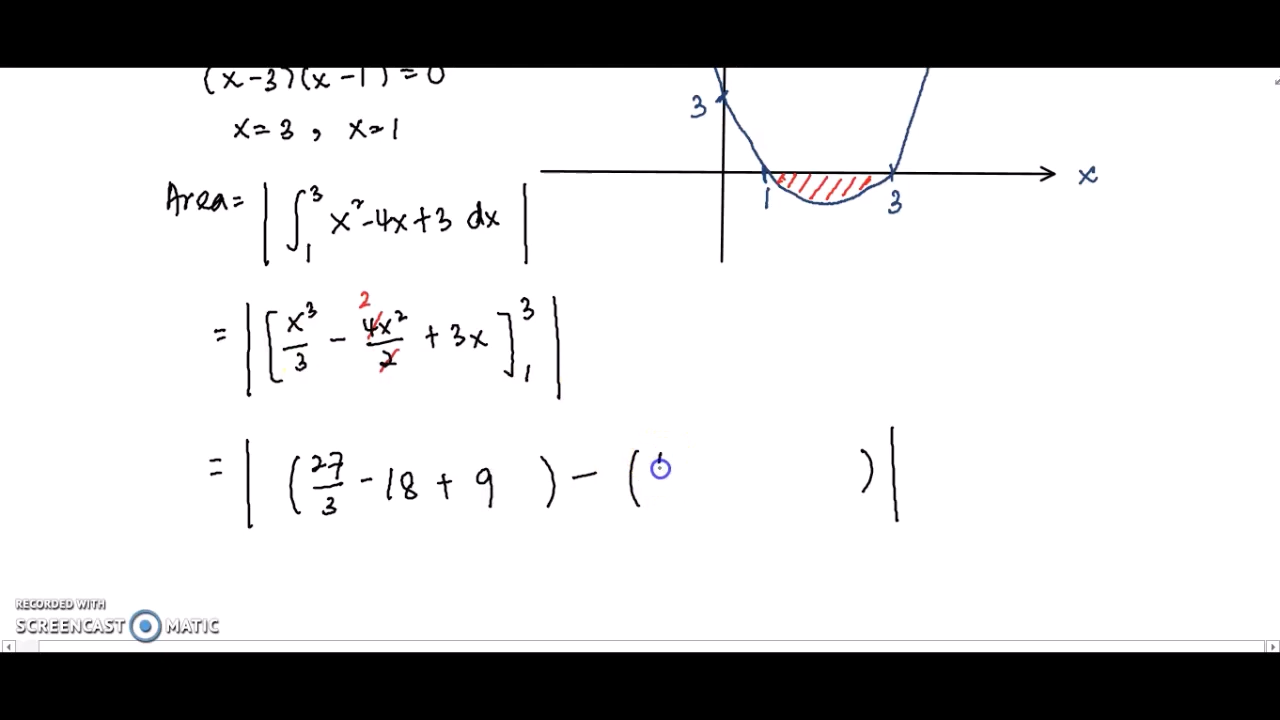 (x-3)(x-1) = 0
x = 3 , x = 1
3
1
3
x
Area = | ∫₁³ x² - 4x + 3 dx |
= | [ x³/3 - 4x²/2 + 3x ]₁³ |
2
= | ( 27/3 - 18 + 9 ) - ( ) |
RECORDED WITH
SCREENCAST MATIC